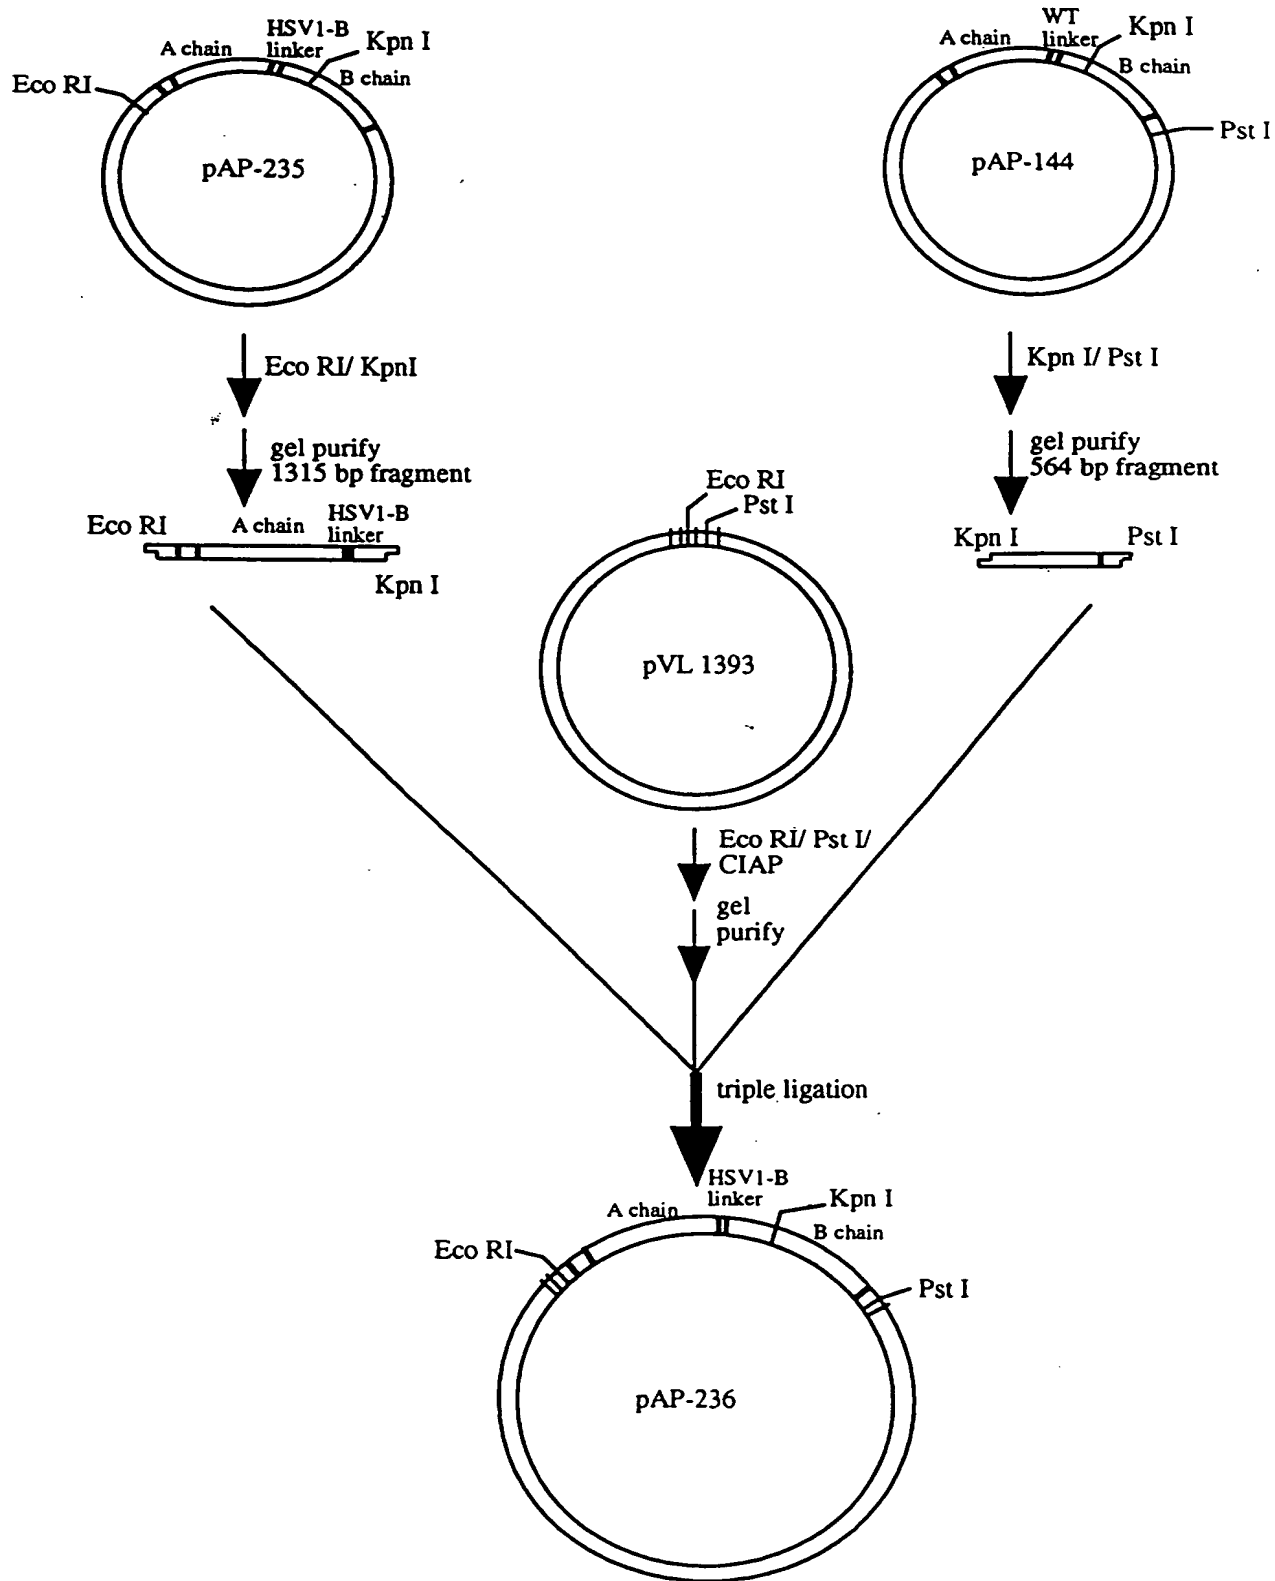 HSV1-B
linker
A chain
Kpn I
B chain
Eco RI
pAP-235
WT
linker
A chain
Kpn I
B chain
Pst I
pAP-144
Eco RI/ KpnI
gel purify
1315 bp fragment
Kpn I/ Pst I
gel purify
564 bp fragment
Eco RI
A chain
HSV1-B
linker
Kpn I
Eco RI
Pst I
Kpn I
Pst I
pVL 1393
Eco RI/ Pst I/
CIAP
gel
purify
triple ligation
HSV1-B
linker
A chain
Kpn I
B chain
Eco RI
Pst I
pAP-236